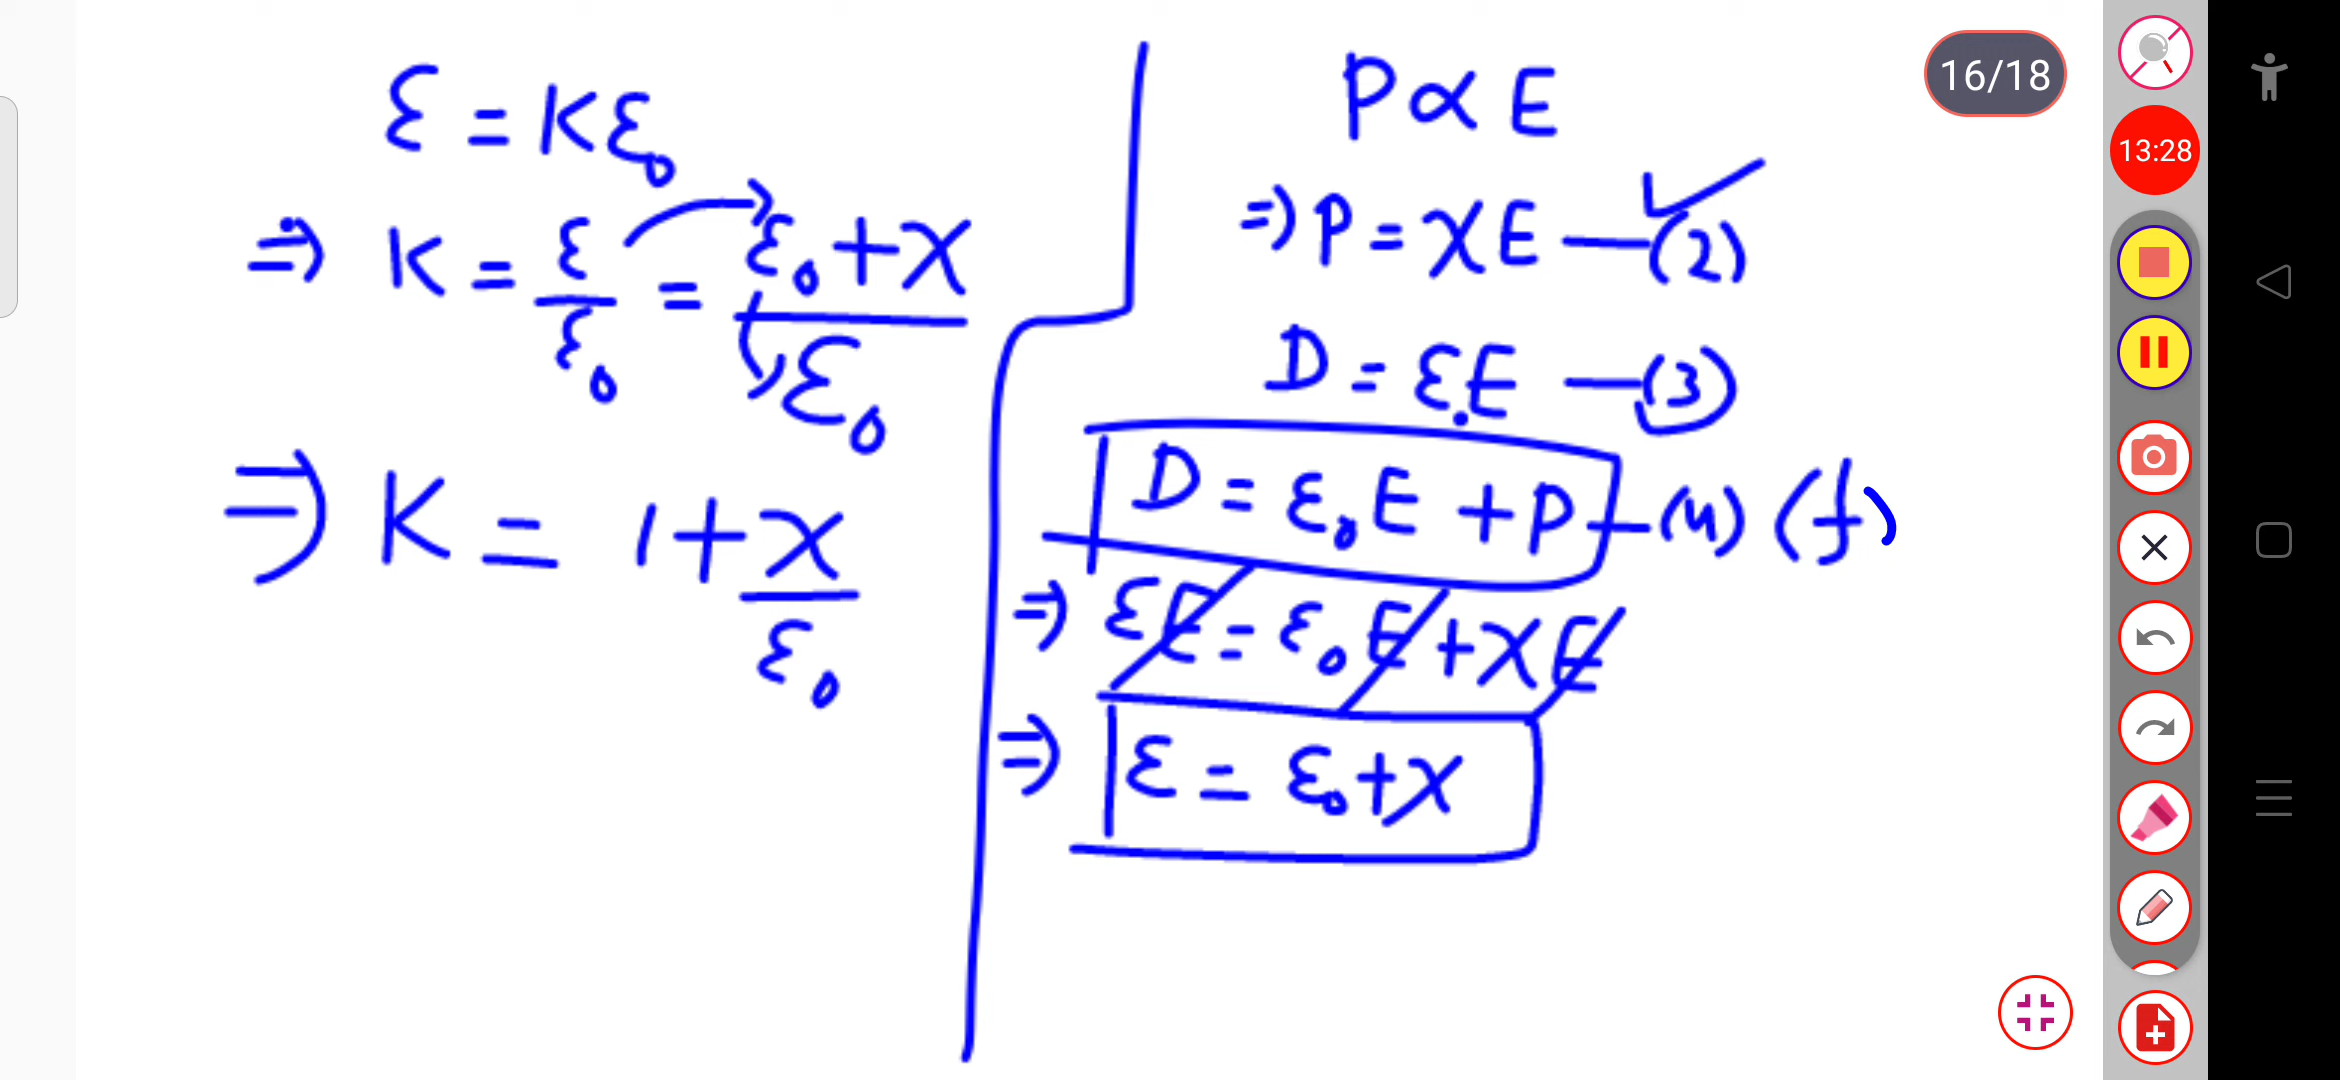 ε = Kε₀
⇒ K = ε/ε₀ = (ε₀ + χ)/ε₀
⇒ K = 1 + χ/ε₀
P ∝ E
⇒ P = χE — (2)
D = εE — (3)
D = ε₀E + P — (4) (f)
⇒ εE = ε₀E + χE
⇒ ε = ε₀ + χ
16/18
13:28